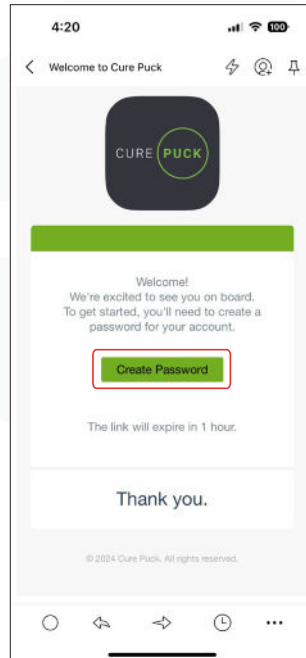 4:20
100
Welcome to Cure Puck
CURE PUCK
Welcome!
We're excited to see you on board.
To get started, you'll need to create a
password for your account.
Create Password
The link will expire in 1 hour.
Thank you.
© 2024 Cure Puck. All rights reserved.